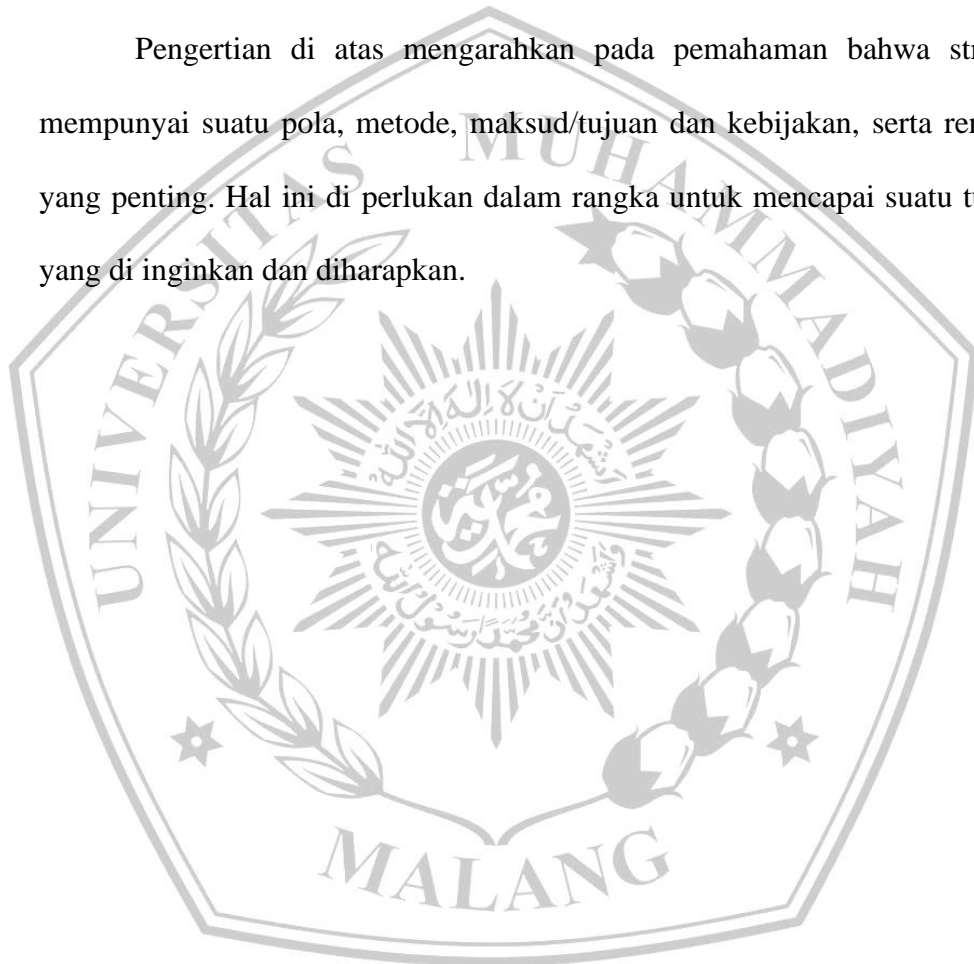 Pengertian di atas mengarahkan pada pemahaman bahwa str
mempunyai suatu pola, metode, maksud/tujuan dan kebijakan, serta ren
yang penting. Hal ini di perlukan dalam rangka untuk mencapai suatu tu
yang di inginkan dan diharapkan.
UNIVERSITAS MUHAMMADIYAH
MALANG